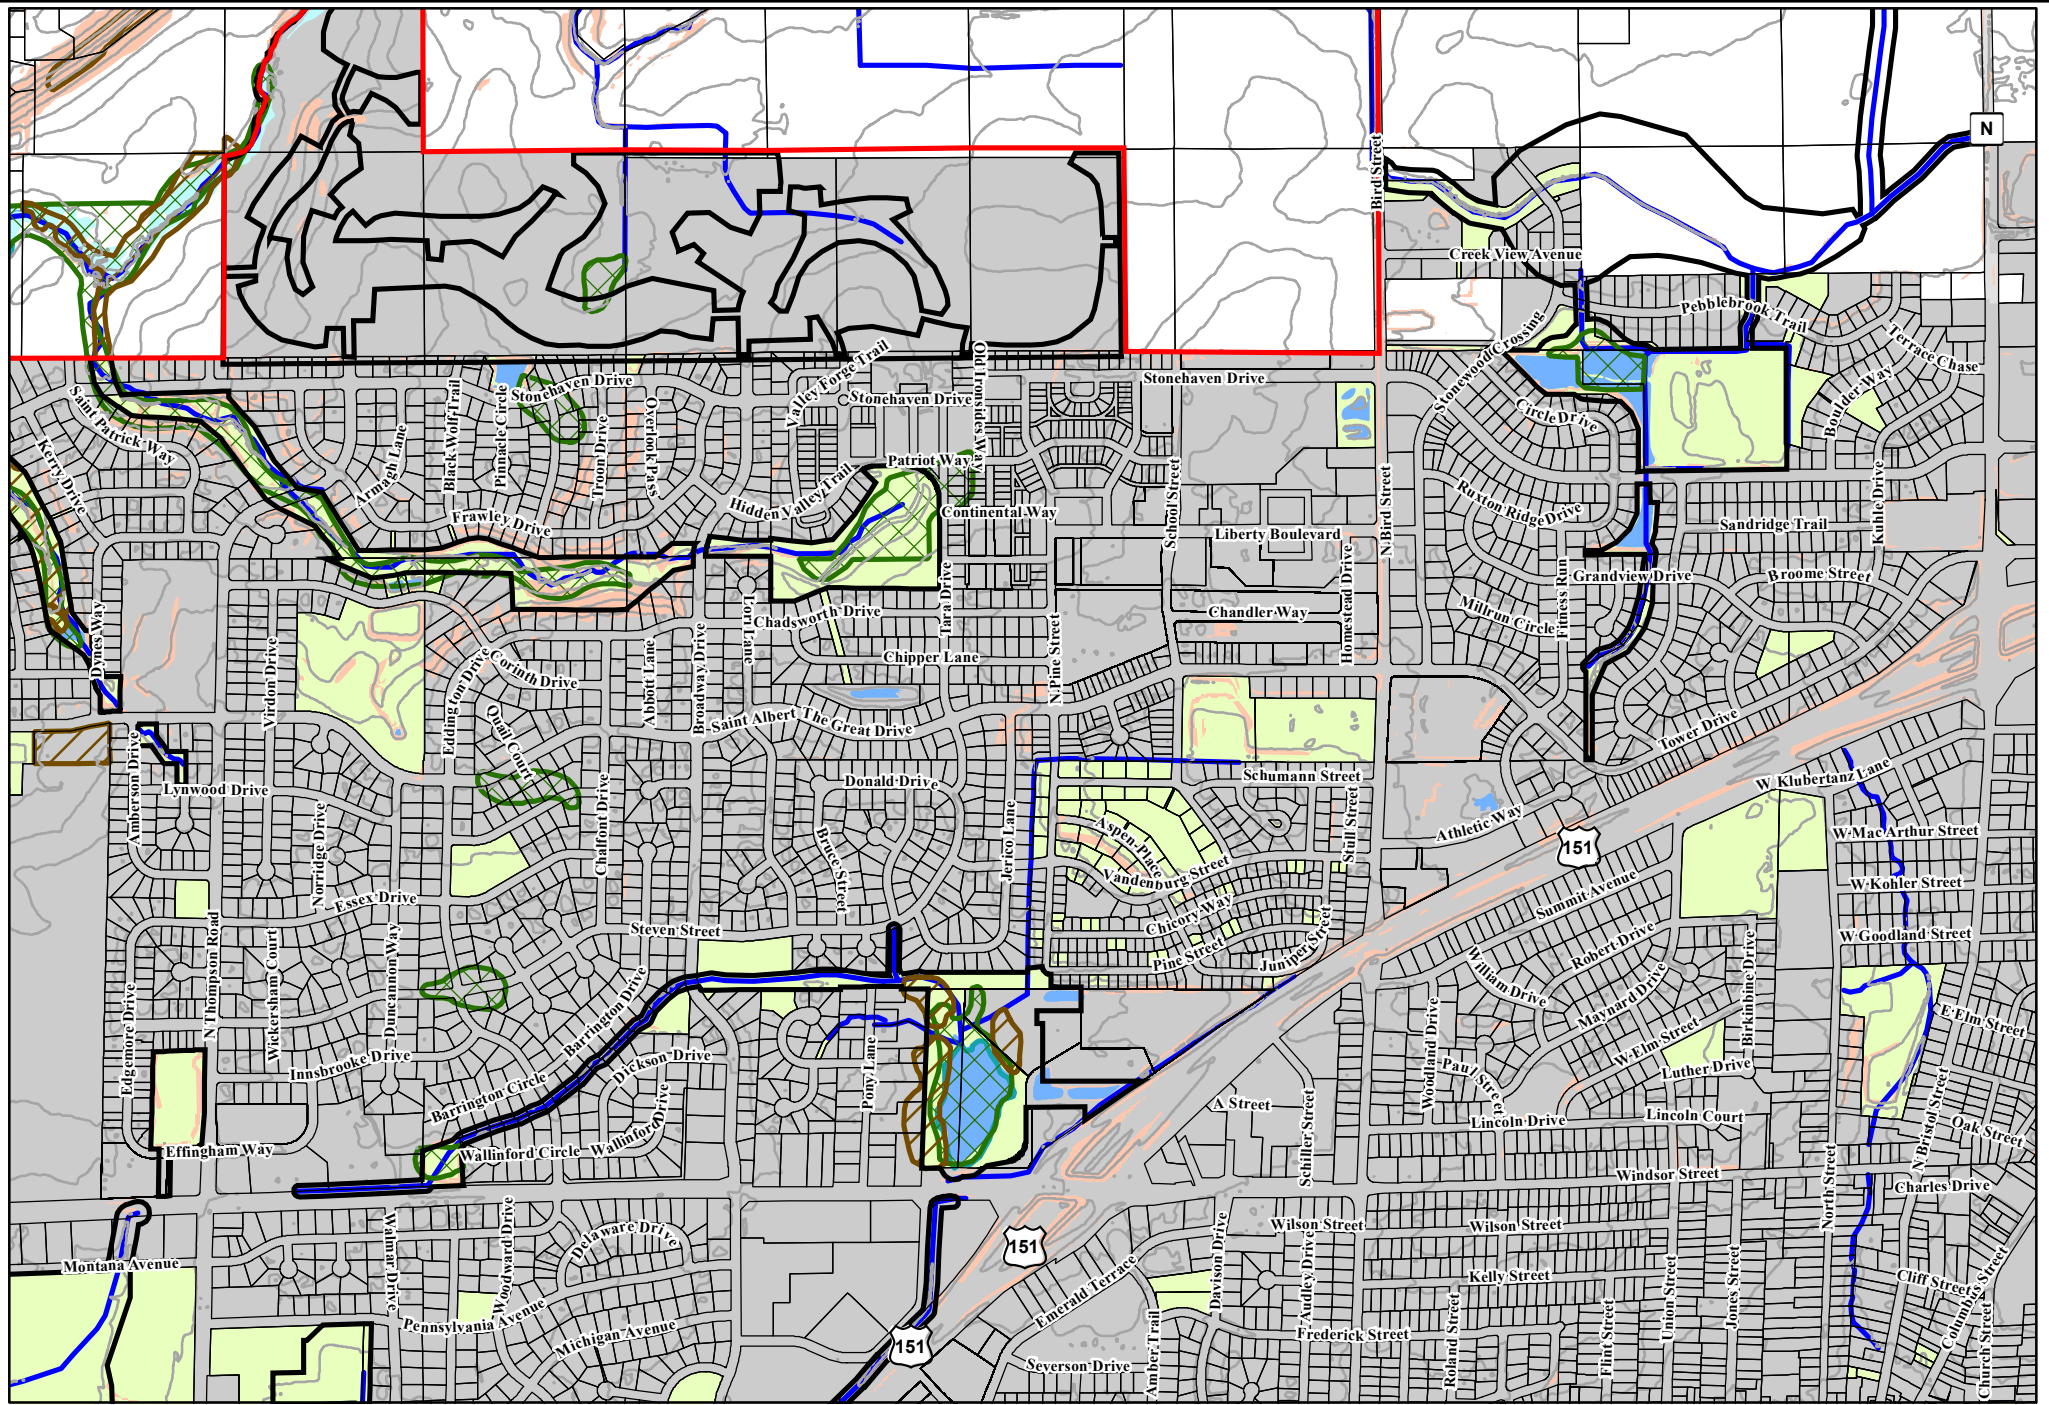 N
Bird Street
Creek View Avenue
Pebblebrook Trail
Terrace Chase
Stonewood Crossing
Boulder Way
Circle Drive
Old Ironsides Way
Valley Forge Trail
Stonehaven Drive
Stonehaven Drive
Stonehaven Drive
Saint Patrick Way
Kerry Drive
Armagh Lane
Black Wolf Trail
Pinnacle Circle
Triton Drive
Overlook Pass
Patriot Way
Hidden Valley Trail
Continental Way
School Street
N Bird Street
Ruxton Ridge Drive
Kuhle Drive
Sandridge Trail
Frawley Drive
Liberty Boulevard
Homestead Drive
Fitness Run
Grandview Drive
Broome Street
Millrun Circle
Chandler Way
Lori Lane
Chadsworth Drive
Tara Drive
N Pine Street
Dynes Way
Virdon Drive
Chipper Lane
Corinth Drive
Eddington Drive
Abbot Lane
Broadway Drive
Saint Albert The Great Drive
Quail Court
Tower Drive
Amberson Drive
Lynwood Drive
Donald Drive
Schumann Street
W Klubertanz Lane
Norridge Drive
Chalfont Drive
Bruce Street
Jerico Lane
Aspen Place
Vandenburg Street
Stull Street
Athletic Way
151
W Mac Arthur Street
W Kohler Street
Essex Drive
Summit Avenue
Chicory Way
Steven Street
Pine Street
Juniper Street
Robert Drive
W Goodland Street
N Thompson Road
Wickersham Court
Duncannon Way
William Drive
Maynard Drive
Birkinbine Drive
Edgemore Drive
Barrington Drive
E Elm Street
W Elm Street
Innsbrooke Drive
Dickson Drive
Pony Lane
Woodland Drive
Paul Street
Luther Drive
Barrington Circle
A Street
Schiller Street
Lincoln Drive
Lincoln Court
N Bristol Street
Oak Street
Effingham Way
Wallinford Circle
Wallinford Drive
Windsor Street
North Street
Charles Drive
Walmar Drive
Woodward Drive
Delaware Drive
151
Davison Drive
Wilson Street
Wilson Street
Audley Drive
Montana Avenue
Emerald Terrace
Kelly Street
Union Street
Jones Street
Cliff Street
Columbus Street
Pennsylvania Avenue
Michigan Avenue
151
Amber Trail
Frederick Street
Roland Street
Flint Street
Church Street
Severson Drive